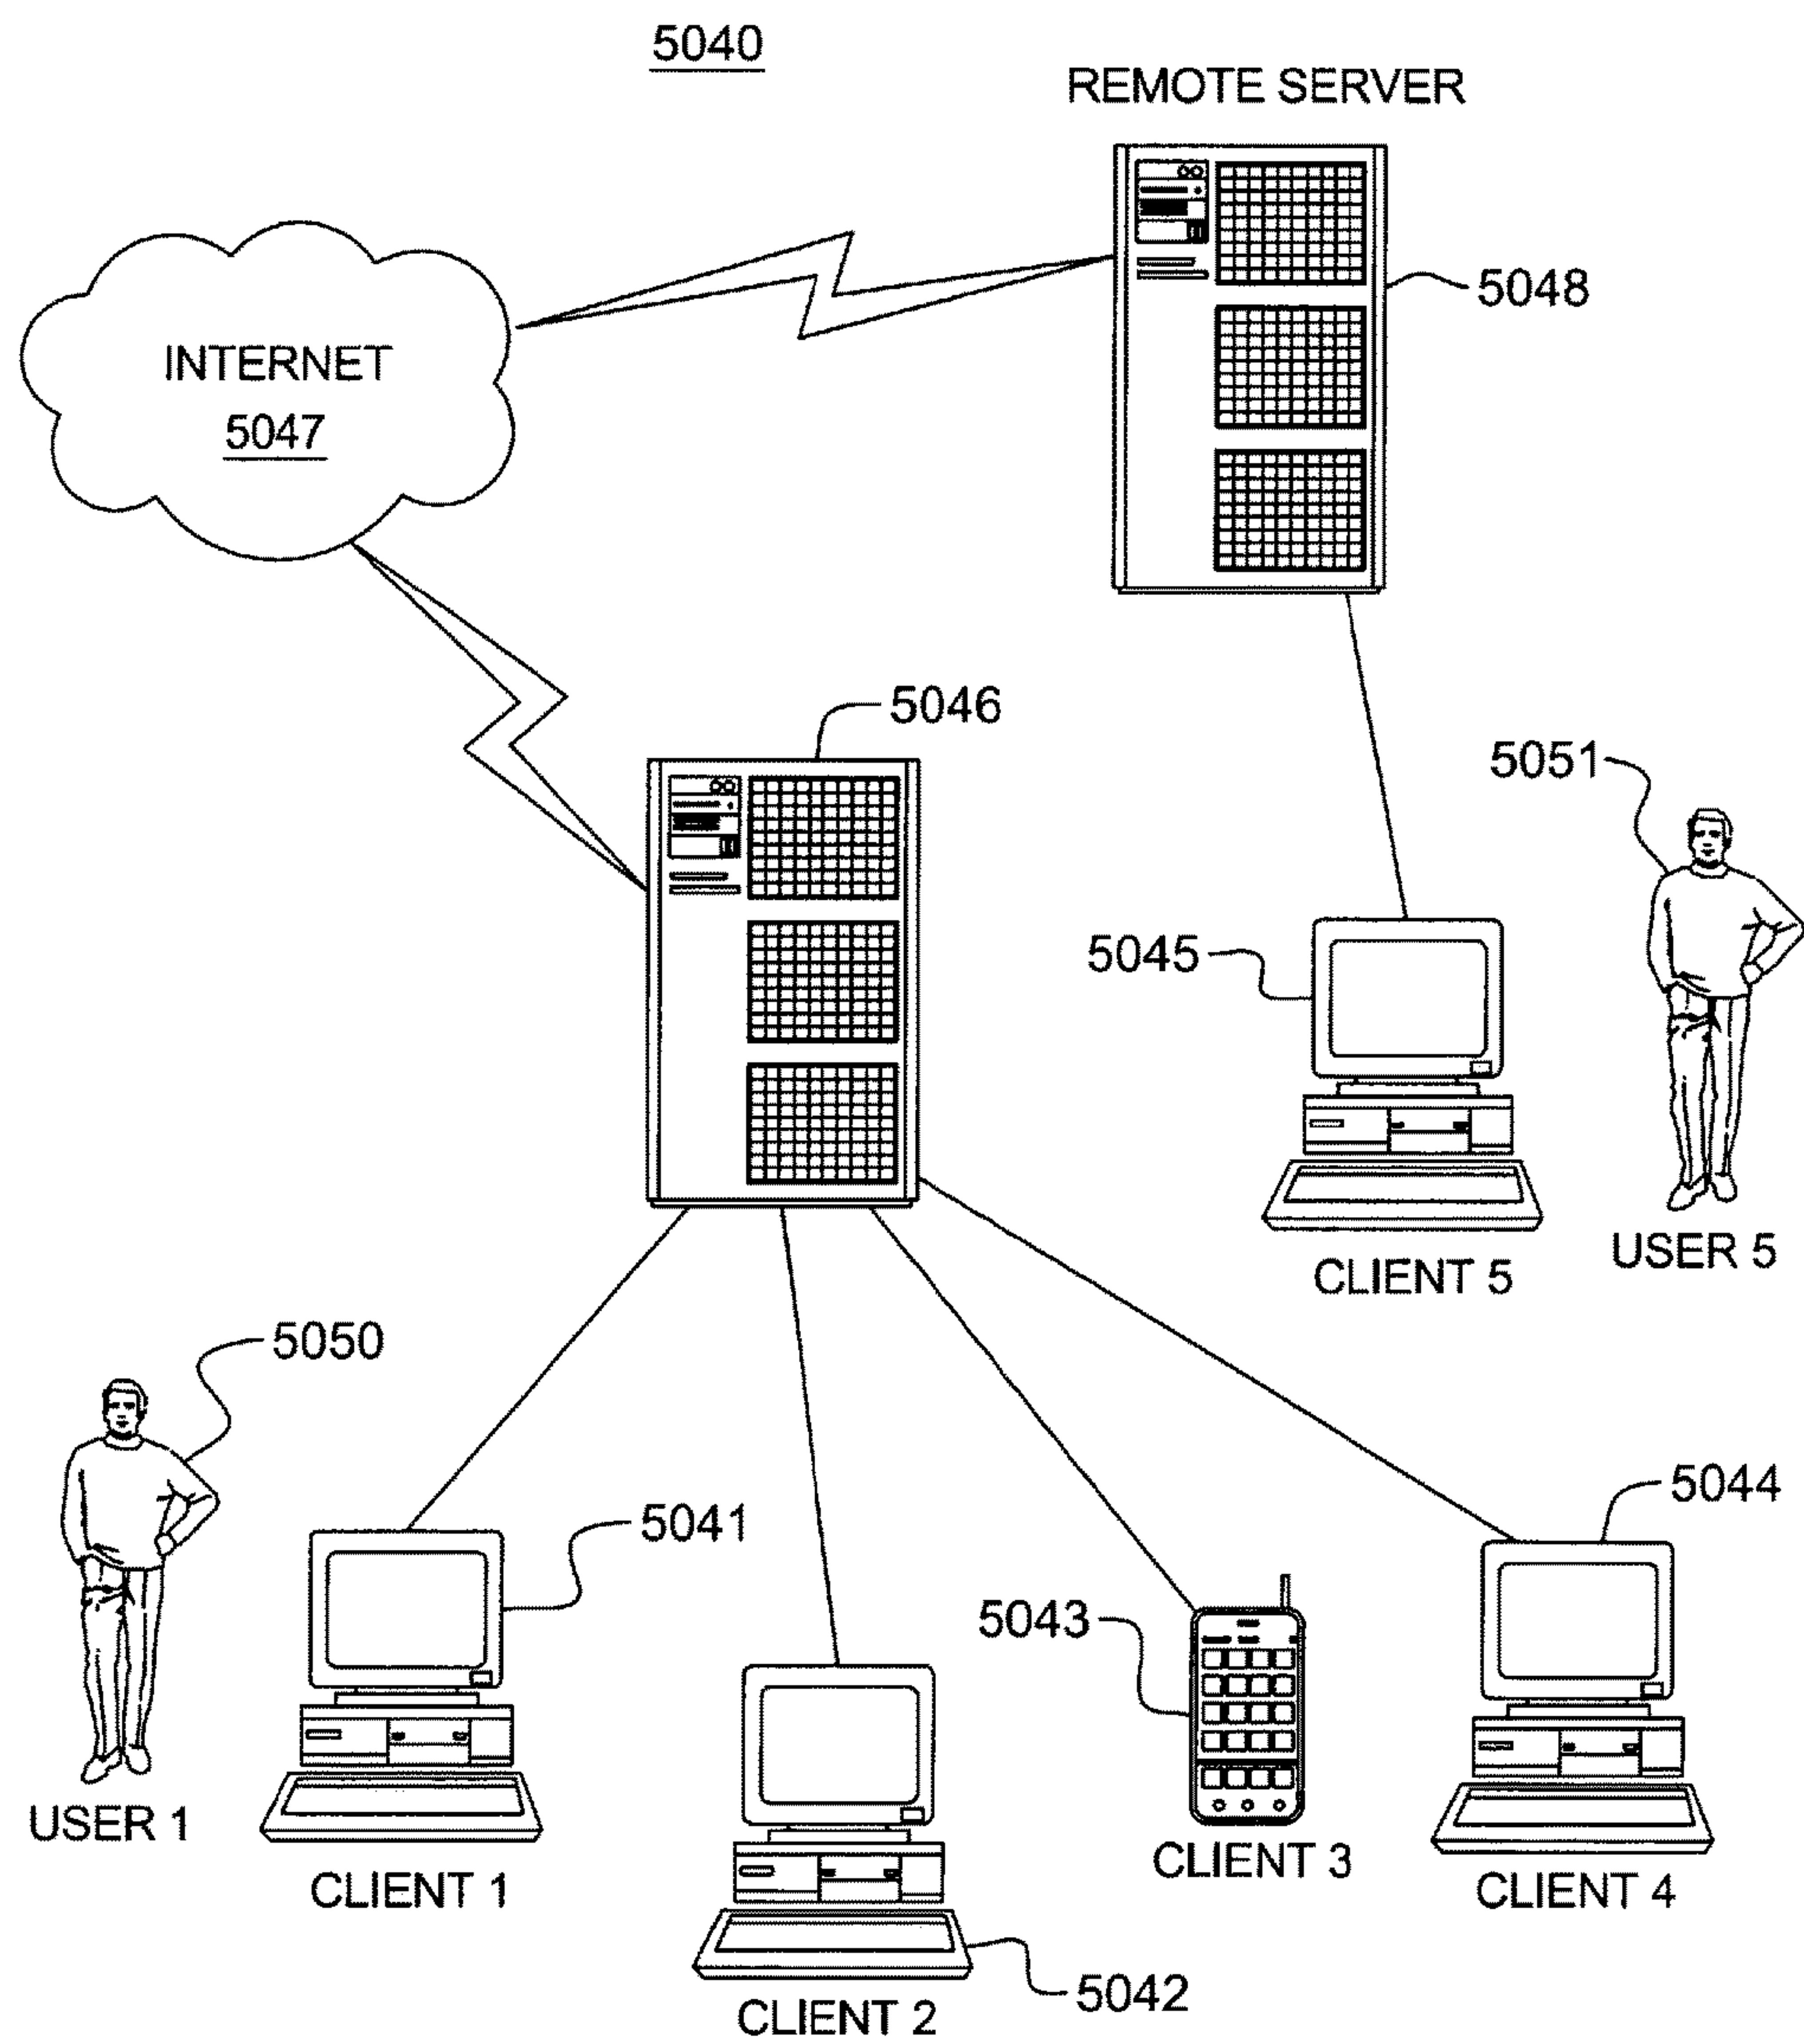 5040
REMOTE SERVER
5048
INTERNET
5047
5046
5051
5045
USER 5
CLIENT 5
5050
5044
5041
5043
USER 1
CLIENT 3
CLIENT 1
CLIENT 4
5042
CLIENT 2